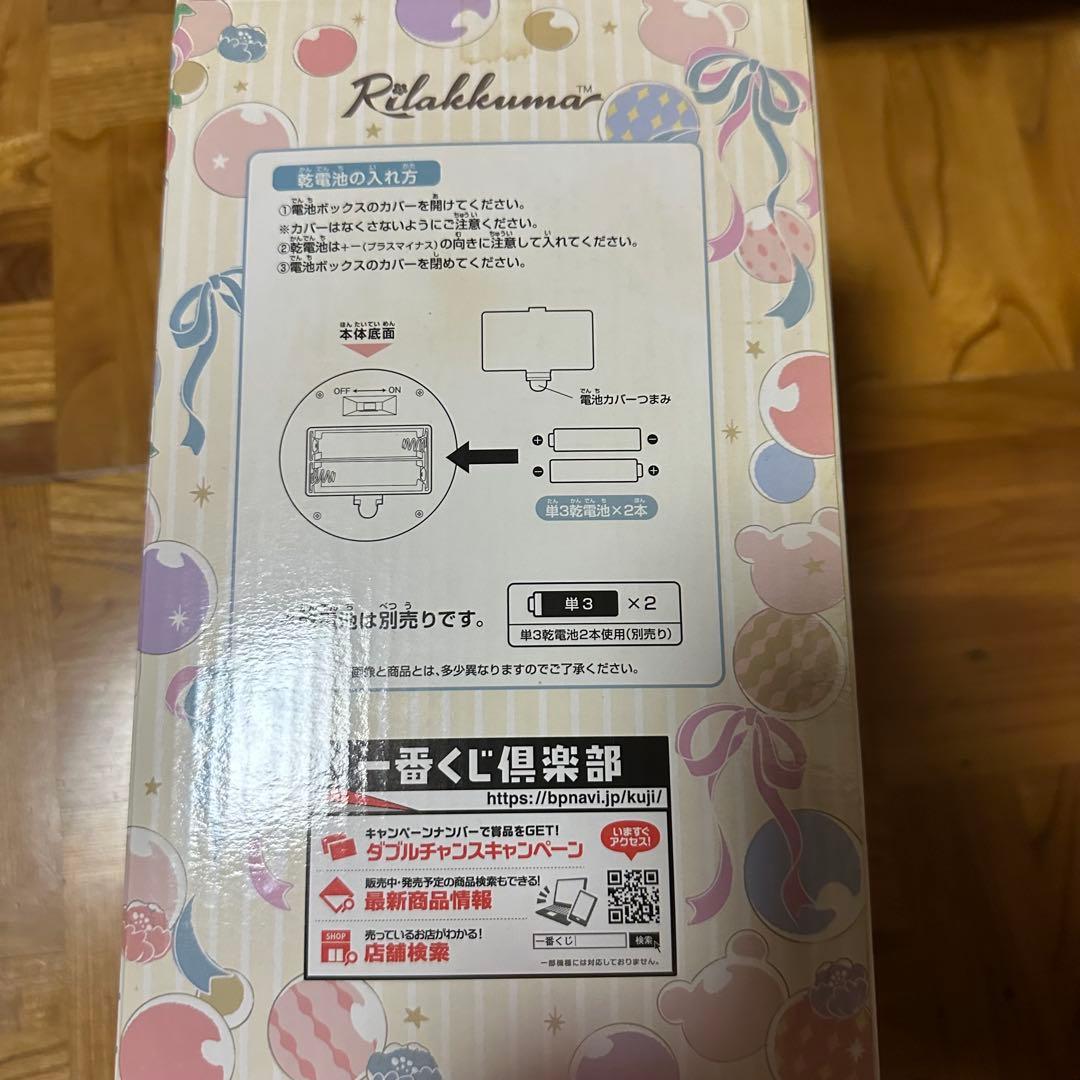 Rilakkuma™
乾電池の入れ方
①電池ボックスのカバーを開けてください。
※カバーはなくさないようにご注意ください。
②乾電池は+−(プラスマイナス)の向きに注意して入れてください。
③電池ボックスのカバーを閉めてください。
本体底面
OFF ⟷ ON
電池カバーつまみ
単3乾電池×2本
電池は別売りです。
単3 ×2
単3乾電池2本使用(別売り)
画像と商品とは、多少異なりますのでご了承ください。
一番くじ倶楽部
https://bpnavi.jp/kuji/
キャンペーンナンバーで賞品をGET!
ダブルチャンスキャンペーン
いますぐ
アクセス!
販売中・発売予定の商品検索もできる!
最新商品情報
SHOP
売っているお店がわかる!
店舗検索
一番くじ 検索
一部機種には対応しておりません。